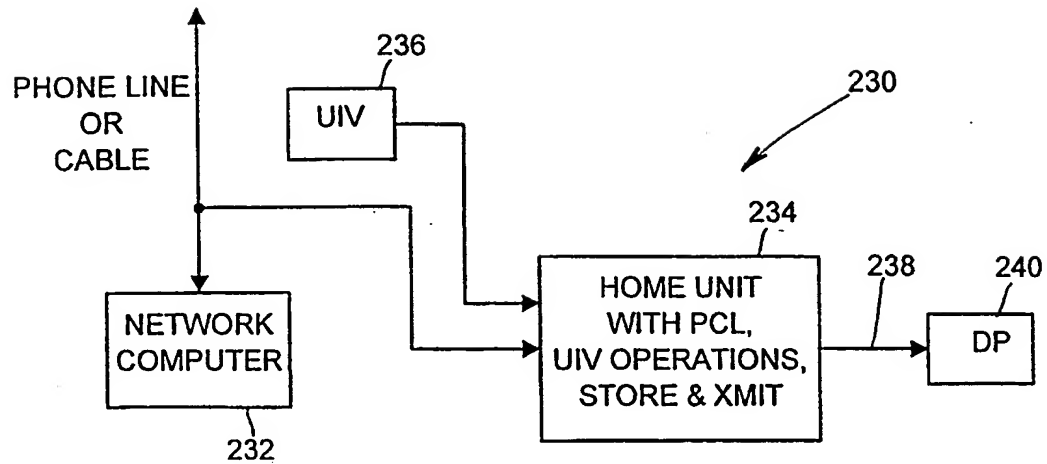 236
PHONE LINE
OR
CABLE
UIV
230
234
238
240
NETWORK
COMPUTER
HOME UNIT
WITH PCL,
UIV OPERATIONS,
STORE & XMIT
DP
232